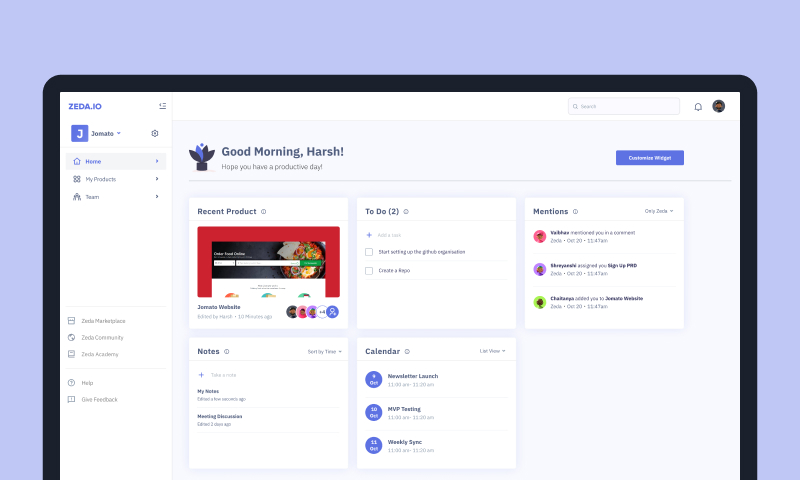 ZEDA.IO
Search
J Jomato
Home
My Products
Team
Zeda Marketplace
Zeda Community
Zeda Academy
Help
Give Feedback
Good Morning, Harsh!
Hope you have a productive day!
Customize Widget
Recent Product
Order Food Online
Jomato Website
Edited by Harsh • 10 Minutes ago
+4
To Do (2)
Add a task
Start setting up the github organisation
Create a Repo
Mentions
Only Zeda
Vaibhav mentioned you in a comment
Zeda • Oct 20 • 11:47am
Shreyanshi assigned you Sign Up PRD
Zeda • Oct 20 • 11:47am
Chaitanya added you to Jomato Website
Zeda • Oct 20 • 11:47am
Notes
Sort by Time
Take a note
My Notes
Edited a few seconds ago
Meeting Discussion
Edited 2 days ago
Calendar
List View
9 Oct
Newsletter Launch
11:00 am- 11:20 am
10 Oct
MVP Testing
11:00 am- 11:20 am
11 Oct
Weekly Sync
11:00 am- 11:20 am